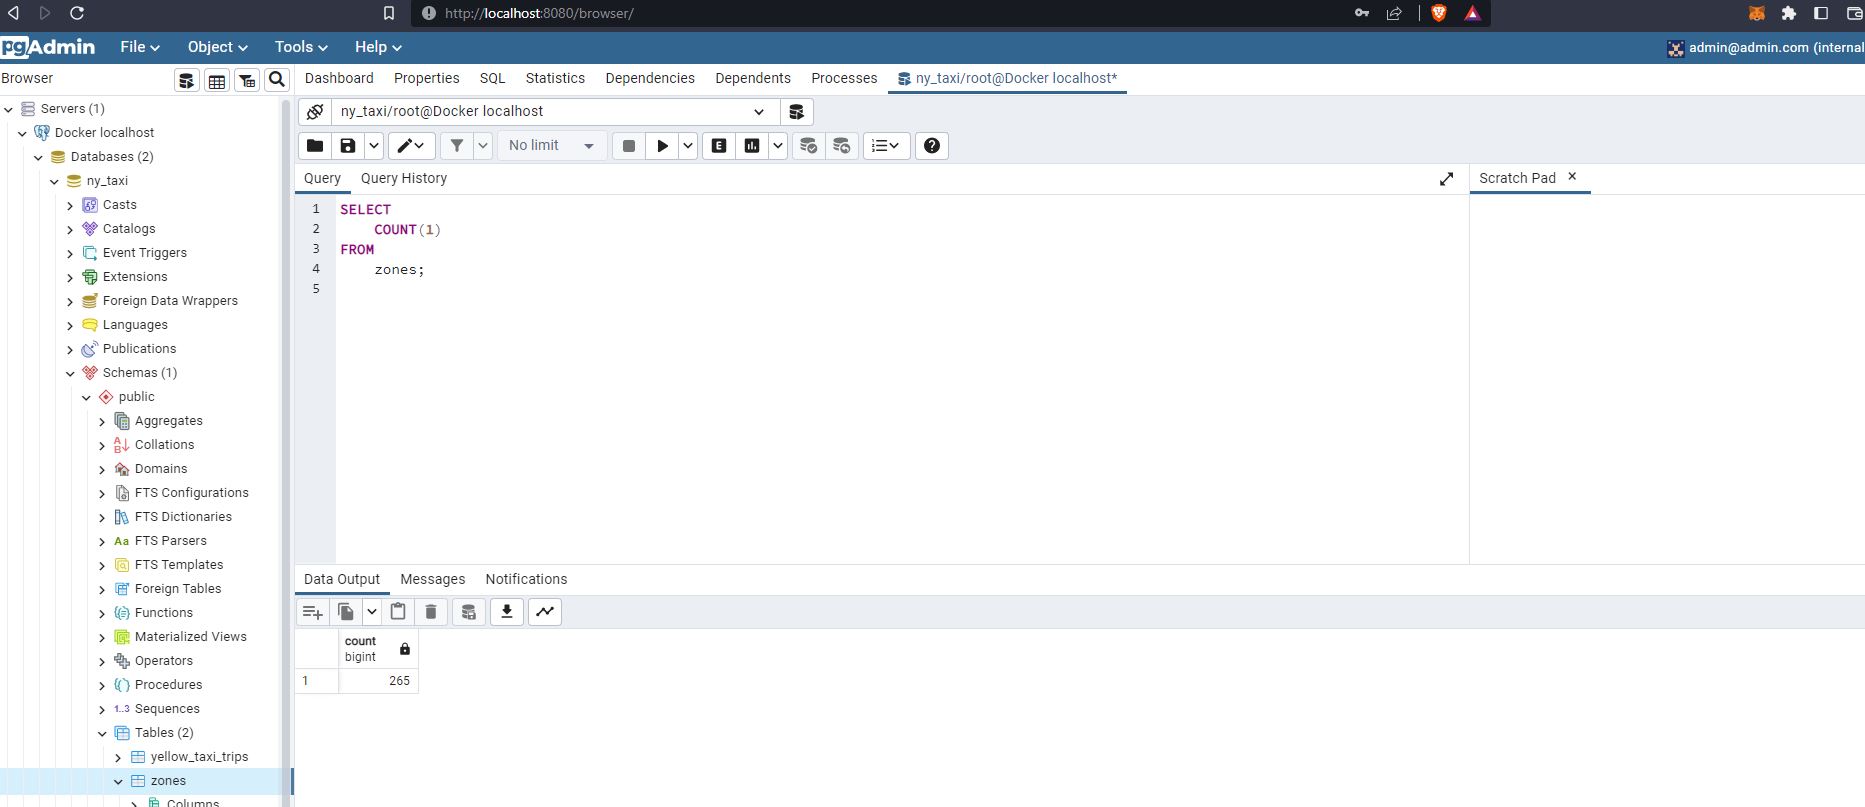 http://localhost:8080/browser/
pgAdmin File Object Tools Help admin@admin.com (internal
Browser
Dashboard Properties SQL Statistics Dependencies Dependents Processes ny_taxi/root@Docker localhost*
Servers (1)
Docker localhost
Databases (2)
ny_taxi
Casts
Catalogs
Event Triggers
Extensions
Foreign Data Wrappers
Languages
Publications
Schemas (1)
public
Aggregates
Collations
Domains
FTS Configurations
FTS Dictionaries
Aa FTS Parsers
FTS Templates
Foreign Tables
Functions
Materialized Views
Operators
Procedures
1..3 Sequences
Tables (2)
yellow_taxi_trips
zones
Columns
ny_taxi/root@Docker localhost
No limit
E
Query Query History
Scratch Pad
1 SELECT
2 COUNT(1)
3 FROM
4 zones;
5
Data Output Messages Notifications
count
bigint
1 265